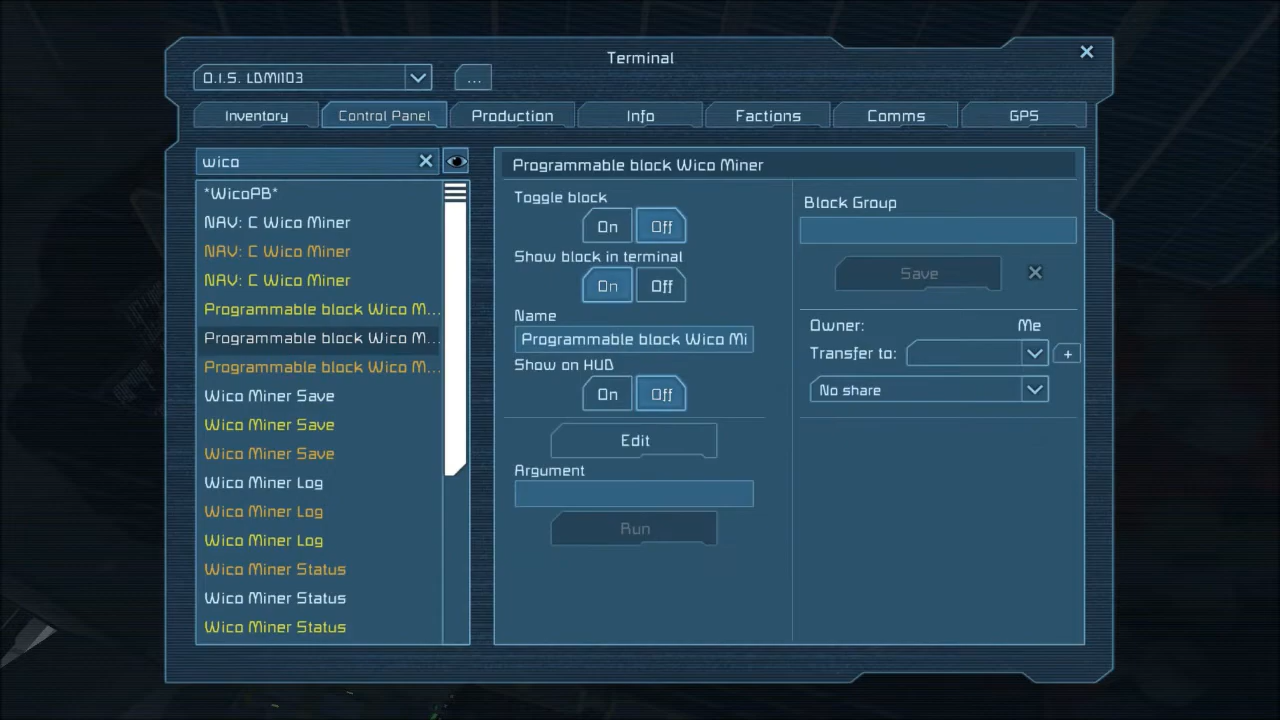 Terminal
O.I.S. LDM1103
...
Inventory
Control Panel
Production
Info
Factions
Comms
GPS
wico
*WicoPB*
NAV: C Wico Miner
NAV: C Wico Miner
NAV: C Wico Miner
Programmable block Wico M...
Programmable block Wico M...
Programmable block Wico M...
Wico Miner Save
Wico Miner Save
Wico Miner Save
Wico Miner Log
Wico Miner Log
Wico Miner Log
Wico Miner Status
Wico Miner Status
Wico Miner Status
Programmable block Wico Miner
Toggle block
On Off
Show block in terminal
On Off
Name
Programmable block Wico Mi
Show on HUD
On Off
Edit
Argument
Run
Block Group
Save
Owner: Me
Transfer to:
+
No share